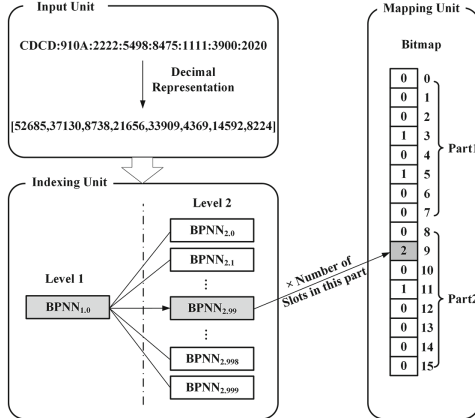 Input Unit
CDCD:910A:2222:5498:8475:1111:3900:2020
Decimal
Representation
[52685,37130,8738,21656,33909,4369,14592,8224]
Indexing Unit
Level 2
BPNN2.0
BPNN2.1
⋮
Level 1
BPNN1.0
BPNN2.99
⋮
BPNN2.998
BPNN2.999
× Number of
Slots in this part
Mapping Unit
Bitmap
0 0
0 1
0 2
1 3
0 4
1 5
0 6
0 7
Part1
0 8
2 9
0 10
1 11
0 12
0 13
0 14
0 15
Part2